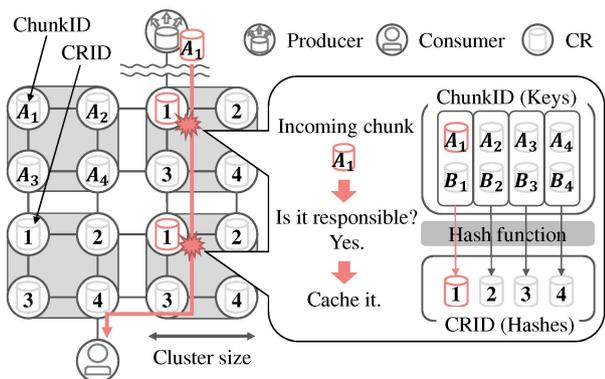 ChunkID
CRID
A1
Producer
Consumer
CR
A1 A2 1 2
A3 A4 3 4
1 2 1 2
3 4 3 4
Cluster size
Incoming chunk
A1
Is it responsible?
Yes.
Cache it.
ChunkID (Keys)
A1 A2 A3 A4
B1 B2 B3 B4
Hash function
1 2 3 4
CRID (Hashes)